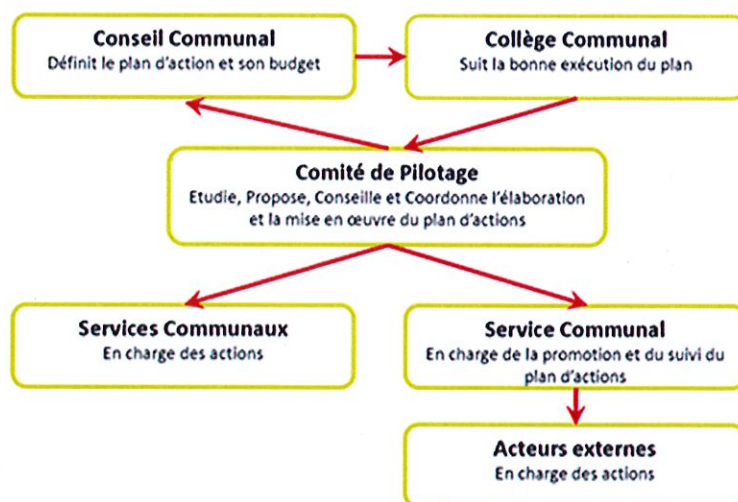 Conseil Communal
Définit le plan d'action et son budget
Collège Communal
Suit la bonne exécution du plan
Comité de Pilotage
Etudie, Propose, Conseille et Coordonne l'élaboration
et la mise en œuvre du plan d'actions
Services Communaux
En charge des actions
Service Communal
En charge de la promotion et du suivi du
plan d'actions
Acteurs externes
En charge des actions